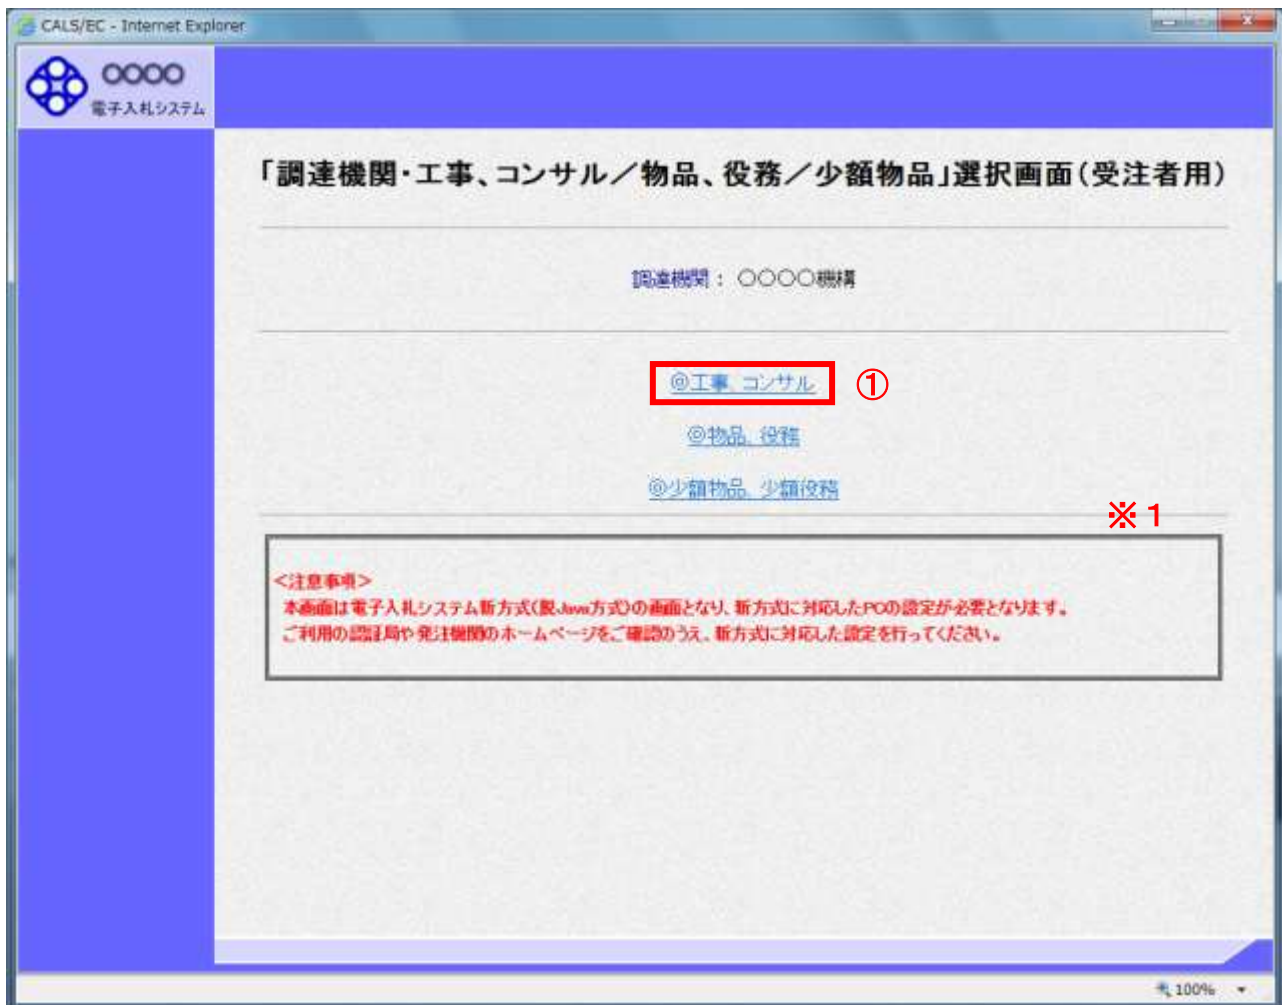 CALS/EC - Internet Explorer
○○○○
電子入札システム
「調達機関・工事、コンサル／物品、役務／少額物品」選択画面（受注者用）
調達機関： ○○○○機構
◎工事、コンサル
①
◎物品、役務
◎少額物品、少額役務
※１
＜注意事項＞
本画面は電子入札システム新方式（脱Java方式）の画面となり、新方式に対応したPCの設定が必要となります。
ご利用の認証局や発注機関のホームページをご確認のうえ、新方式に対応した設定を行ってください。
100%